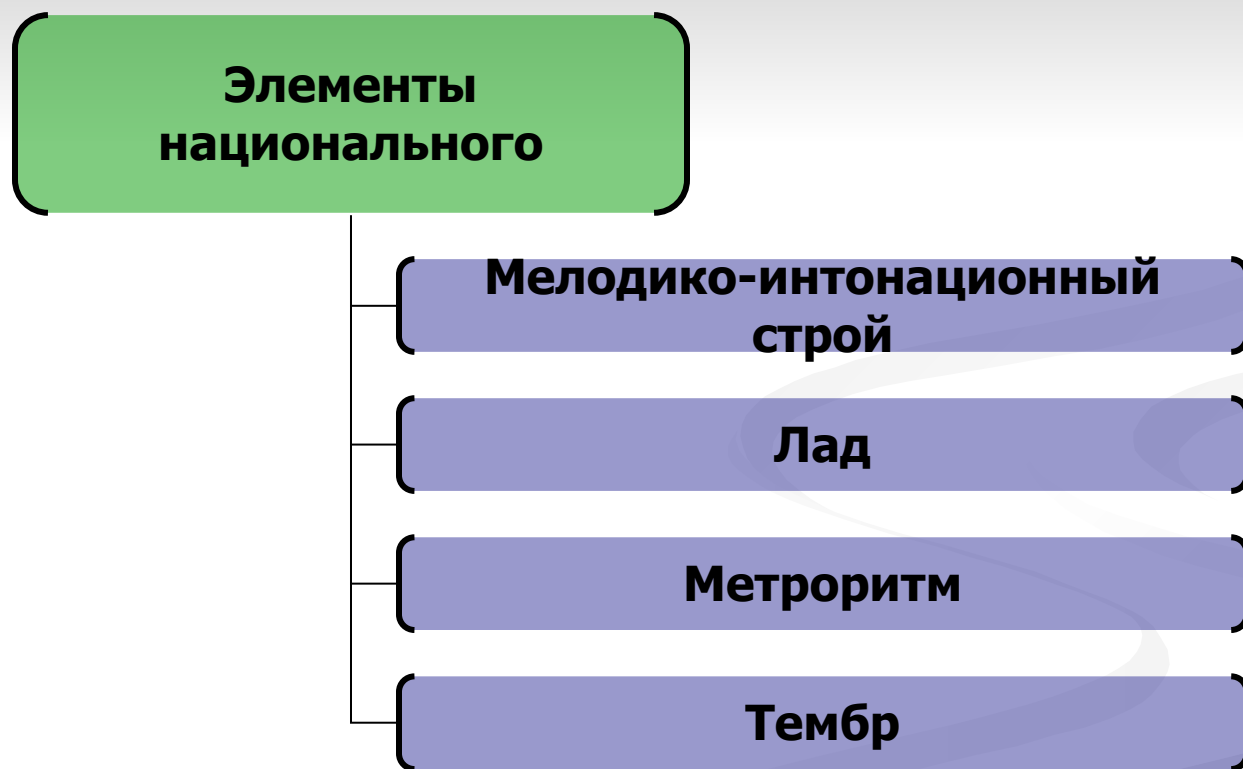 Элементы
национального
Мелодико-интонационный
строй
Лад
Метроритм
Тембр